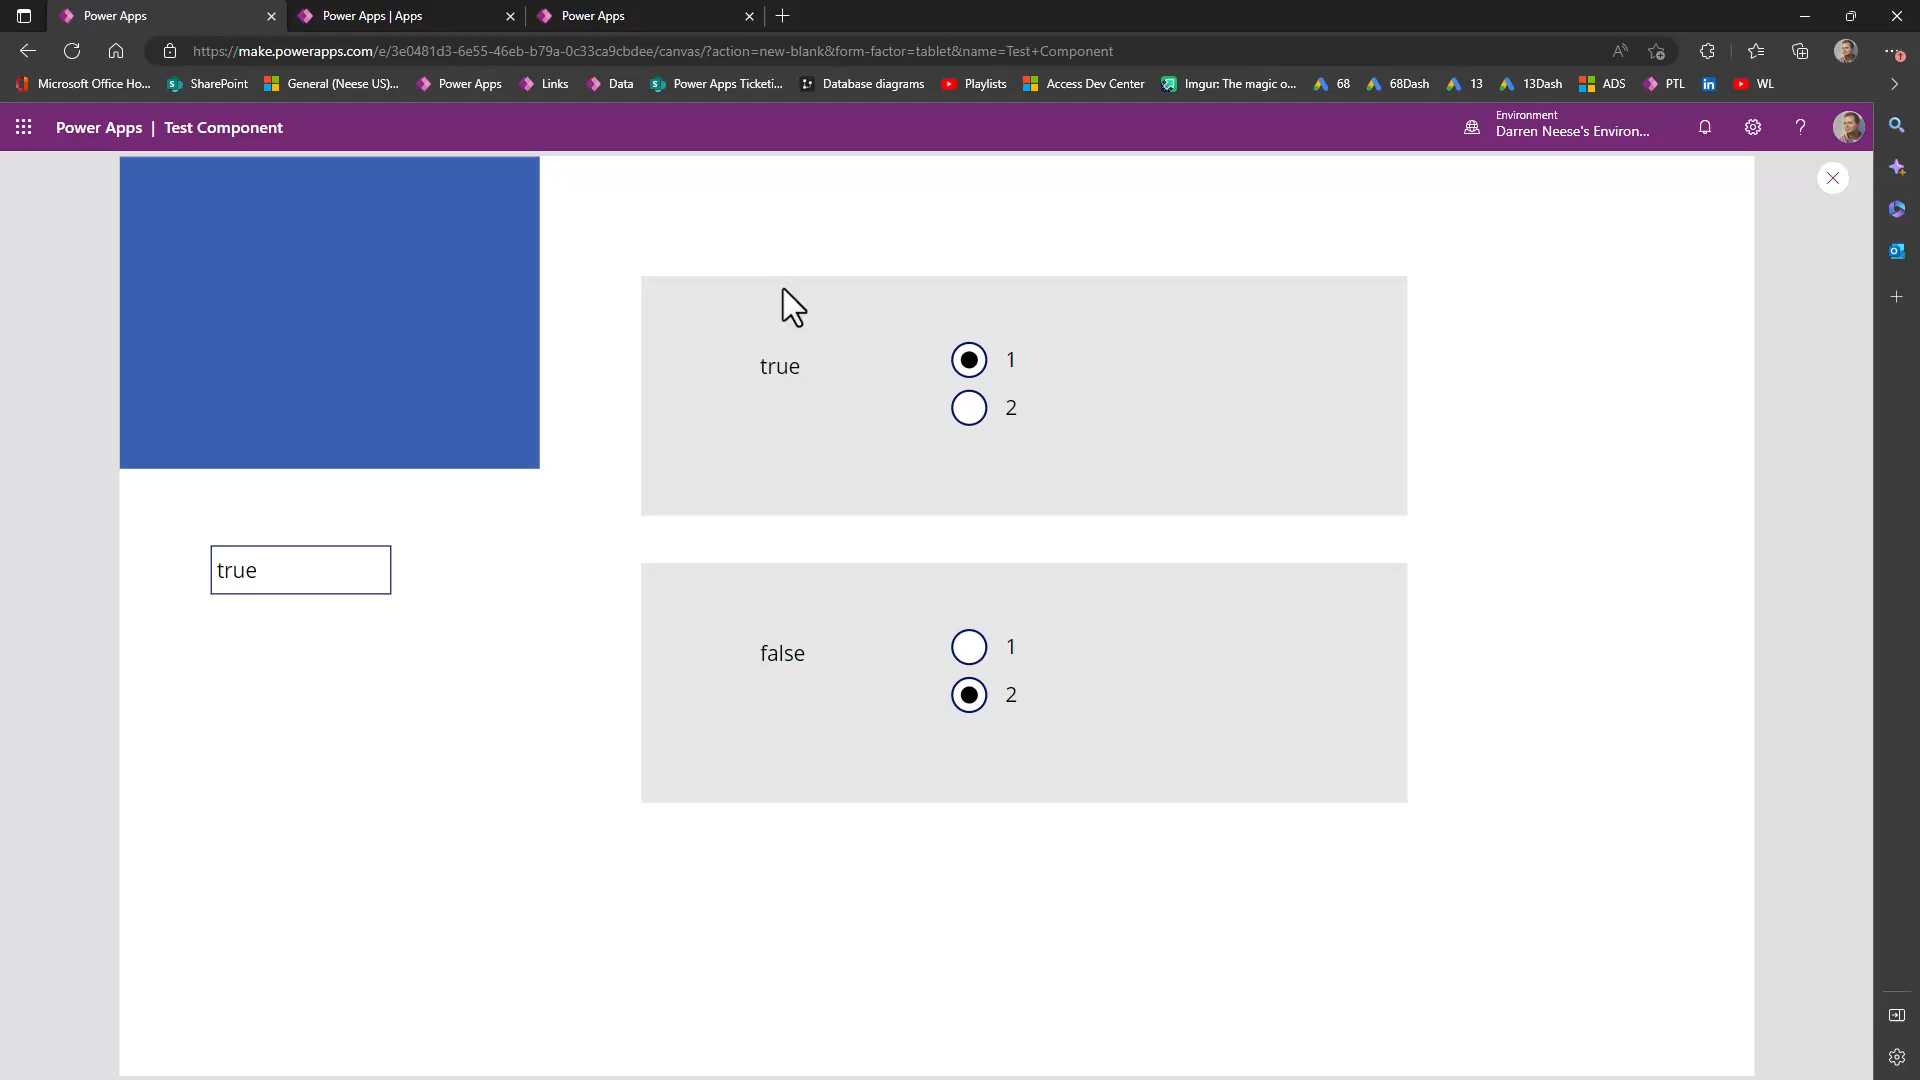 Power Apps
Power Apps | Apps
Power Apps
https://make.powerapps.com/e/3e0481d3-6e55-46eb-b79a-0c33ca9cbdee/canvas/?action=new-blank&form-factor=tablet&name=Test+Component
Microsoft Office Ho... SharePoint General (Neese US)... Power Apps Links Data Power Apps Ticketi... Database diagrams Playlists Access Dev Center Imgur: The magic o... 68 68Dash 13 13Dash ADS PTL WL
Power Apps | Test Component
Environment
Darren Neese's Environ...
true
1
2
true
false
1
2